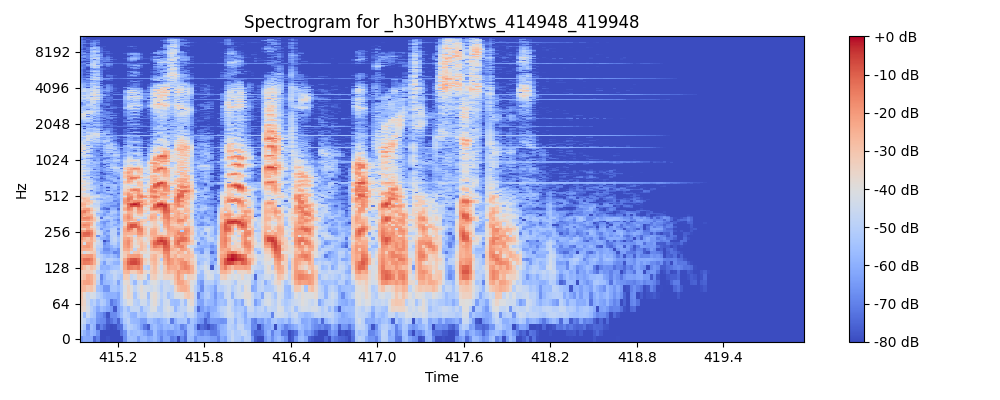 Spectrogram for _h30HBYxtws_414948_419948
Hz
8192
4096
2048
1024
512
256
128
64
0
415.2 415.8 416.4 417.0 417.6 418.2 418.8 419.4
Time
+0 dB
-10 dB
-20 dB
-30 dB
-40 dB
-50 dB
-60 dB
-70 dB
-80 dB